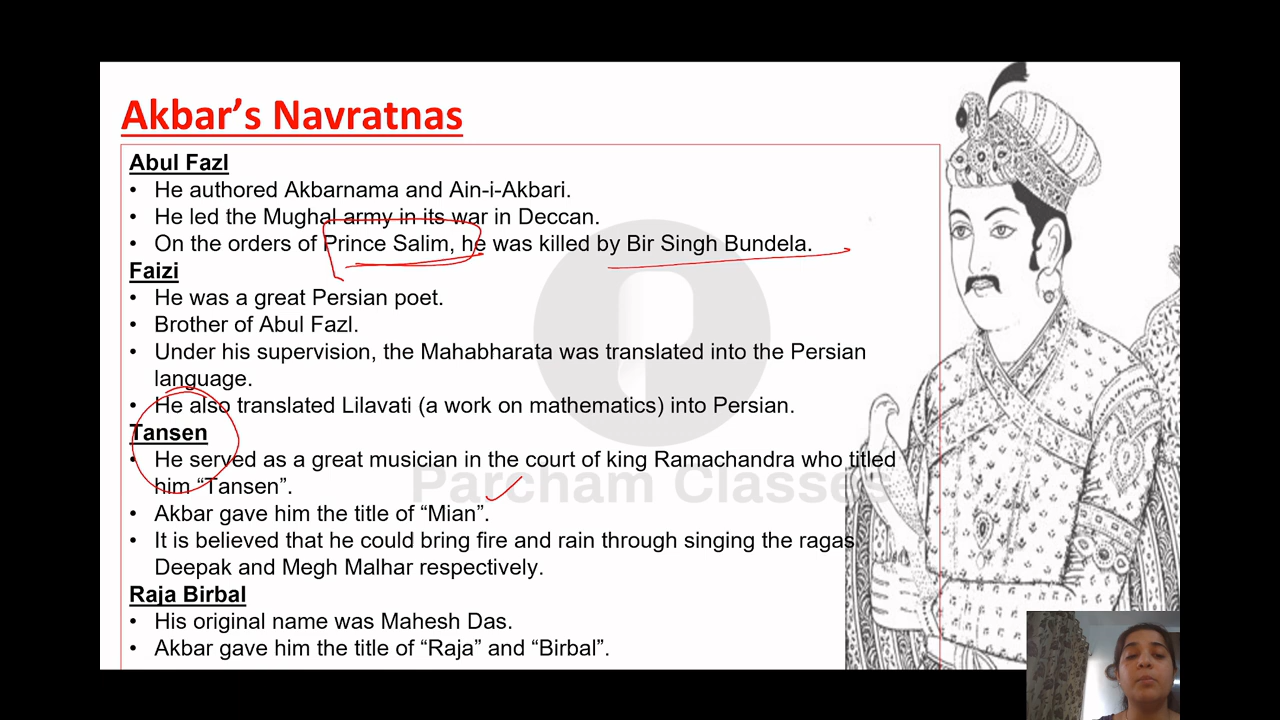 Akbar’s Navratnas
Abul Fazl
• He authored Akbarnama and Ain-i-Akbari.
• He led the Mughal army in its war in Deccan.
• On the orders of Prince Salim, he was killed by Bir Singh Bundela.
Faizi
• He was a great Persian poet.
• Brother of Abul Fazl.
• Under his supervision, the Mahabharata was translated into the Persian
language.
• He also translated Lilavati (a work on mathematics) into Persian.
Tansen
• He served as a great musician in the court of king Ramachandra who titled
him “Tansen”.
Parcham Classes
• Akbar gave him the title of “Mian”.
• It is believed that he could bring fire and rain through singing the ragas
Deepak and Megh Malhar respectively.
Raja Birbal
• His original name was Mahesh Das.
• Akbar gave him the title of “Raja” and “Birbal”.